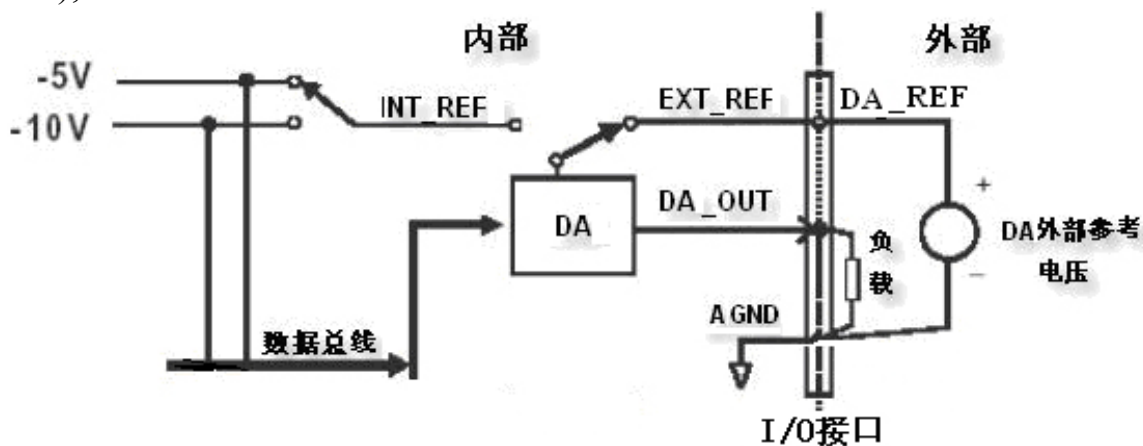 内部
外部
-5V
-10V
INT_REF
EXT_REF
DA_REF
DA
DA_OUT
负
载
+
DA外部参考
电压
−
AGND
数据总线
I/O接口